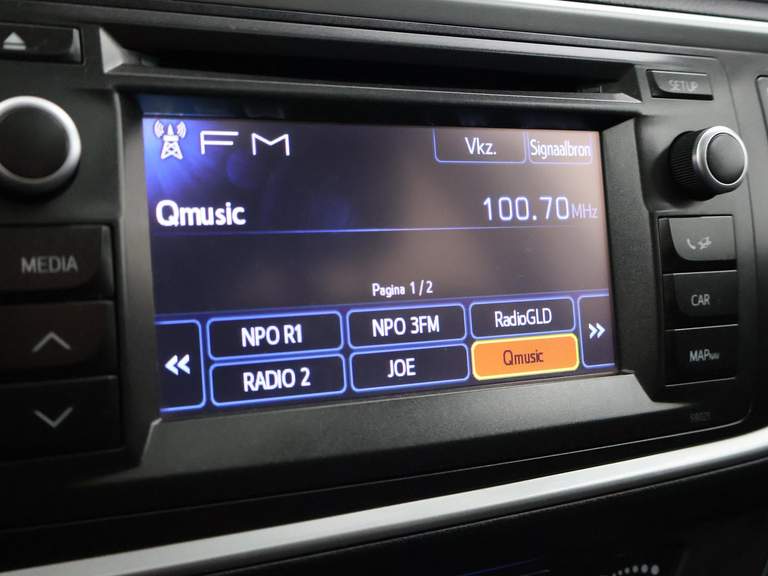 SETUP
FM
Vkz.
Signaalbron
Qmusic
100.70MHz
MEDIA
Pagina 1/2
CAR
NPO R1
NPO 3FM
RadioGLD
RADIO 2
JOE
Qmusic
MAP